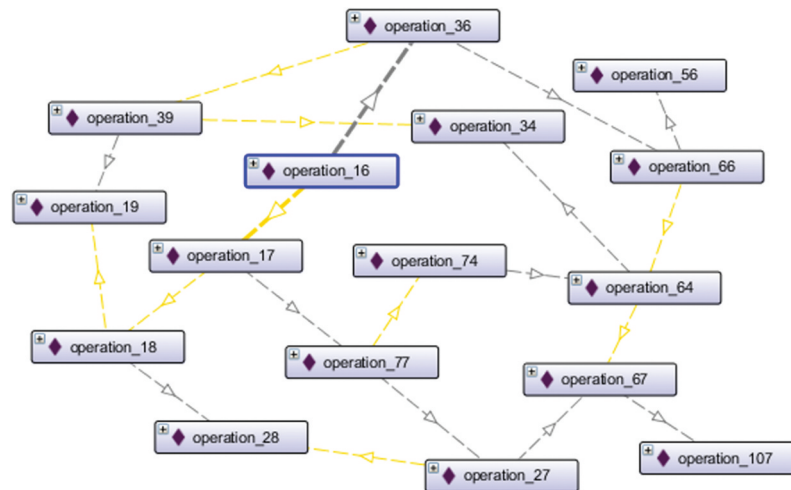 operation_36
operation_56
operation_39
operation_34
operation_66
operation_16
operation_19
operation_17
operation_74
operation_64
operation_18
operation_77
operation_67
operation_28
operation_107
operation_27